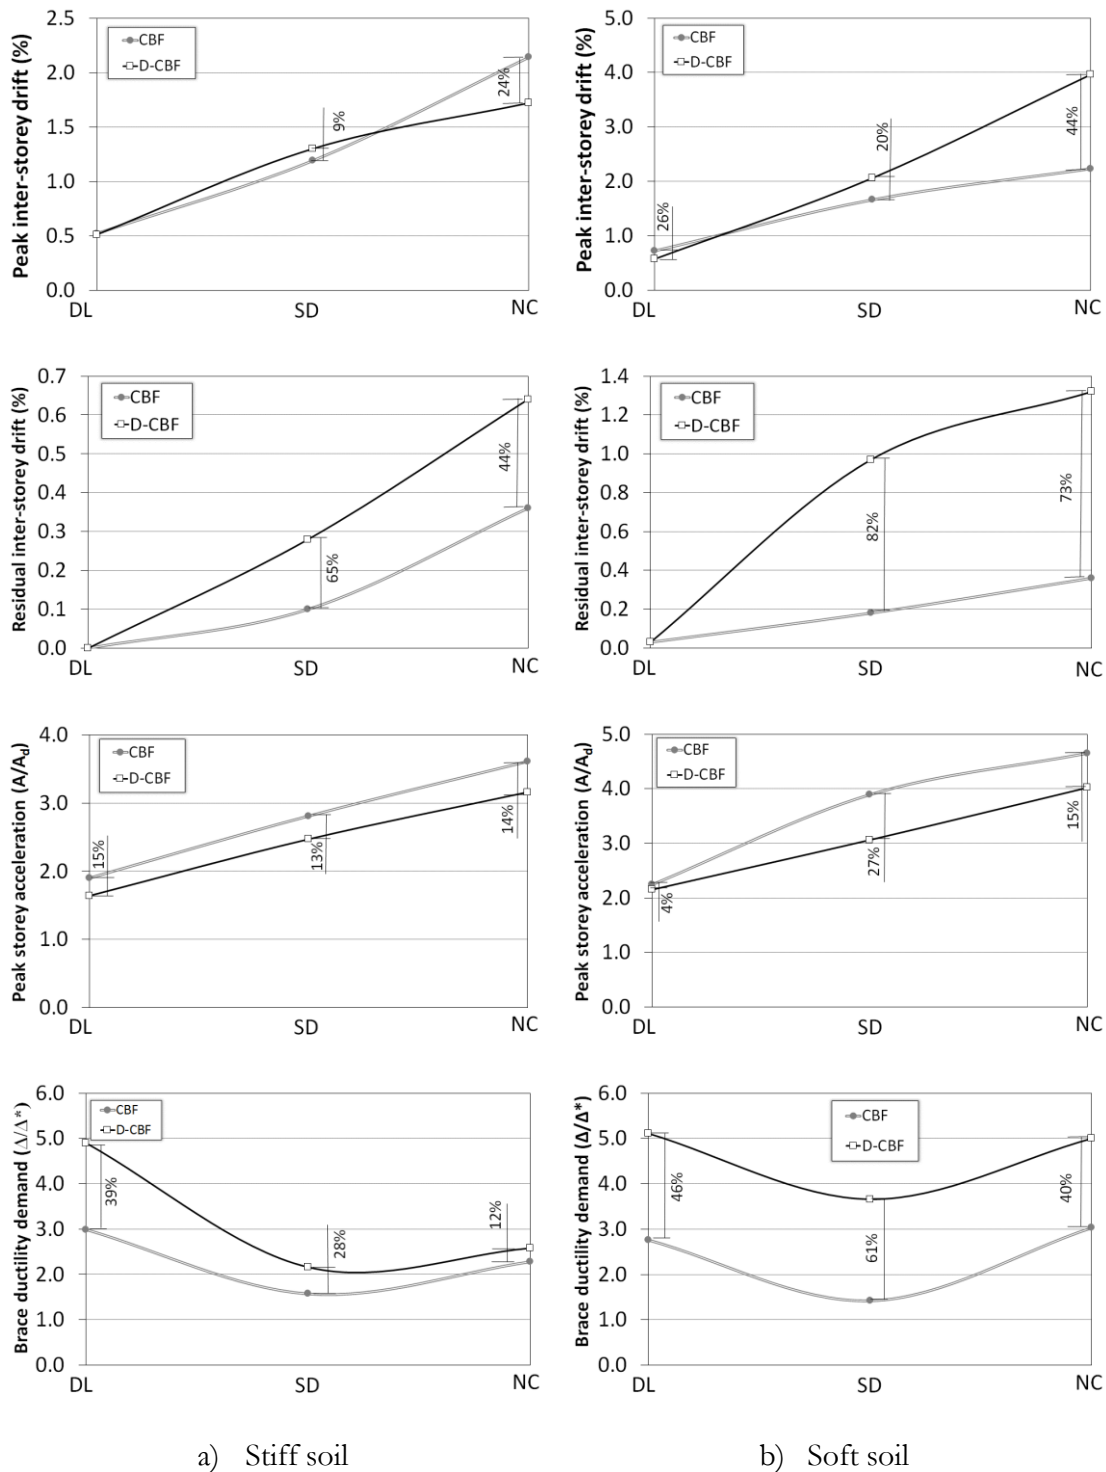 Peak inter-storey drift (%)
2.5
2.0
1.5
1.0
0.5
0.0
CBF
D-CBF
9%
24%
DL
SD
NC
Peak inter-storey drift (%)
5.0
4.0
3.0
2.0
1.0
0.0
CBF
D-CBF
26%
20%
44%
DL
SD
NC
Residual inter-storey drift (%)
0.7
0.6
0.5
0.4
0.3
0.2
0.1
0.0
CBF
D-CBF
65%
44%
DL
SD
NC
Residual inter-storey drift (%)
1.4
1.2
1.0
0.8
0.6
0.4
0.2
0.0
CBF
D-CBF
82%
73%
DL
SD
NC
Peak storey acceleration (A/Ad)
4.0
3.0
2.0
1.0
0.0
CBF
D-CBF
15%
13%
14%
DL
SD
NC
Peak storey acceleration (A/Ad)
5.0
4.0
3.0
2.0
1.0
0.0
CBF
D-CBF
4%
27%
15%
DL
SD
NC
Brace ductility demand (Δ/Δ*)
6.0
5.0
4.0
3.0
2.0
1.0
0.0
CBF
D-CBF
39%
28%
12%
DL
SD
NC
Brace ductility demand (Δ/Δ*)
6.0
5.0
4.0
3.0
2.0
1.0
0.0
CBF
D-CBF
46%
61%
40%
DL
SD
NC
a) Stiff soil
b) Soft soil